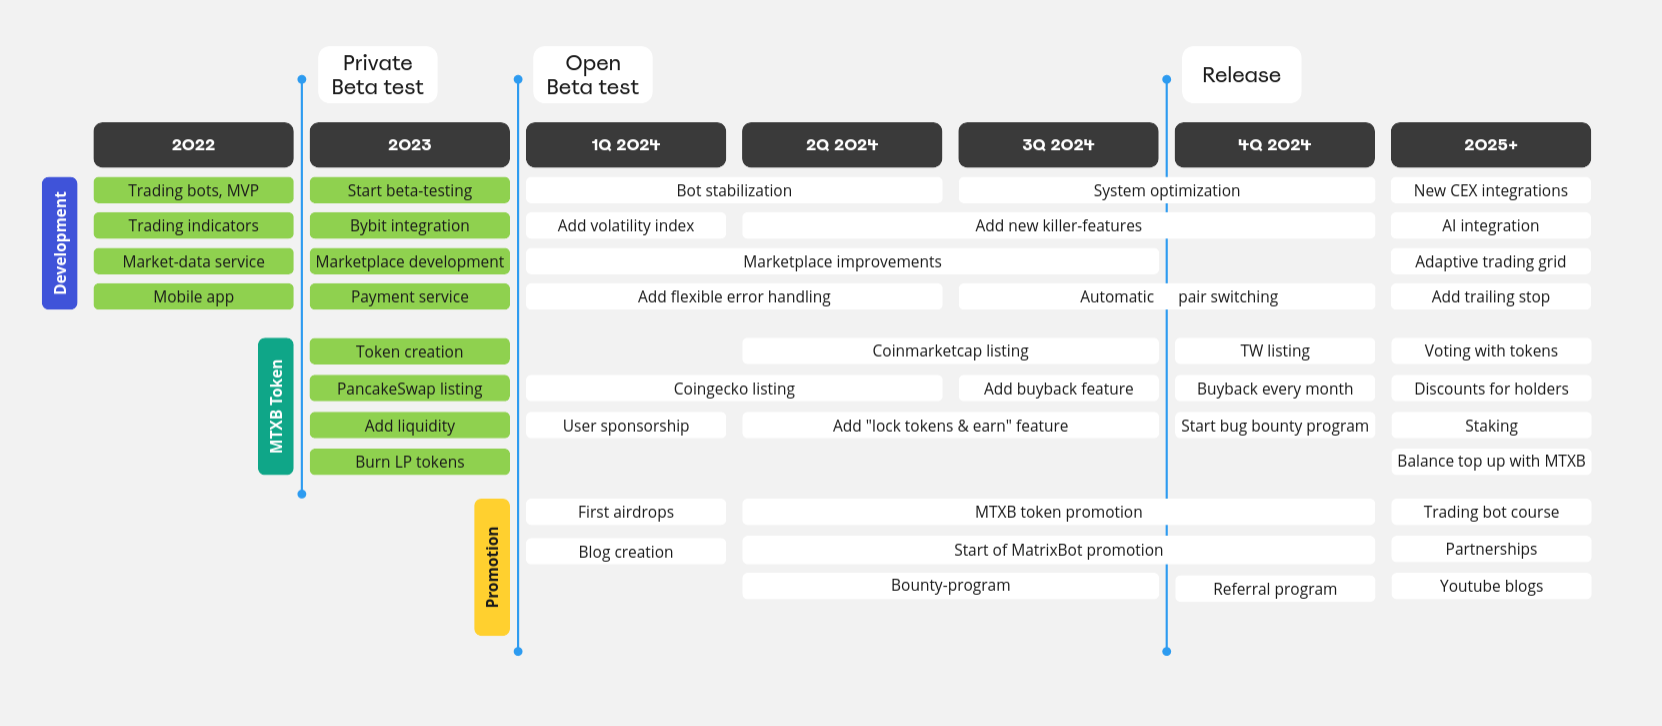 Private
Beta test
Open
Beta test
Release
2022
2023
1Q 2024
2Q 2024
3Q 2024
4Q 2024
2025+
Development
Trading bots, MVP
Start beta-testing
Bot stabilization
System optimization
New CEX integrations
Trading indicators
Bybit integration
Add volatility index
Add new killer-features
AI integration
Market-data service
Marketplace development
Marketplace improvements
Adaptive trading grid
Mobile app
Payment service
Add flexible error handling
Automatic pair switching
Add trailing stop
MTXB Token
Token creation
Coinmarketcap listing
TW listing
Voting with tokens
PancakeSwap listing
Coingecko listing
Add buyback feature
Buyback every month
Discounts for holders
Add liquidity
User sponsorship
Add "lock tokens & earn" feature
Start bug bounty program
Staking
Burn LP tokens
Balance top up with MTXB
Promotion
First airdrops
MTXB token promotion
Trading bot course
Blog creation
Start of MatrixBot promotion
Partnerships
Bounty-program
Referral program
Youtube blogs